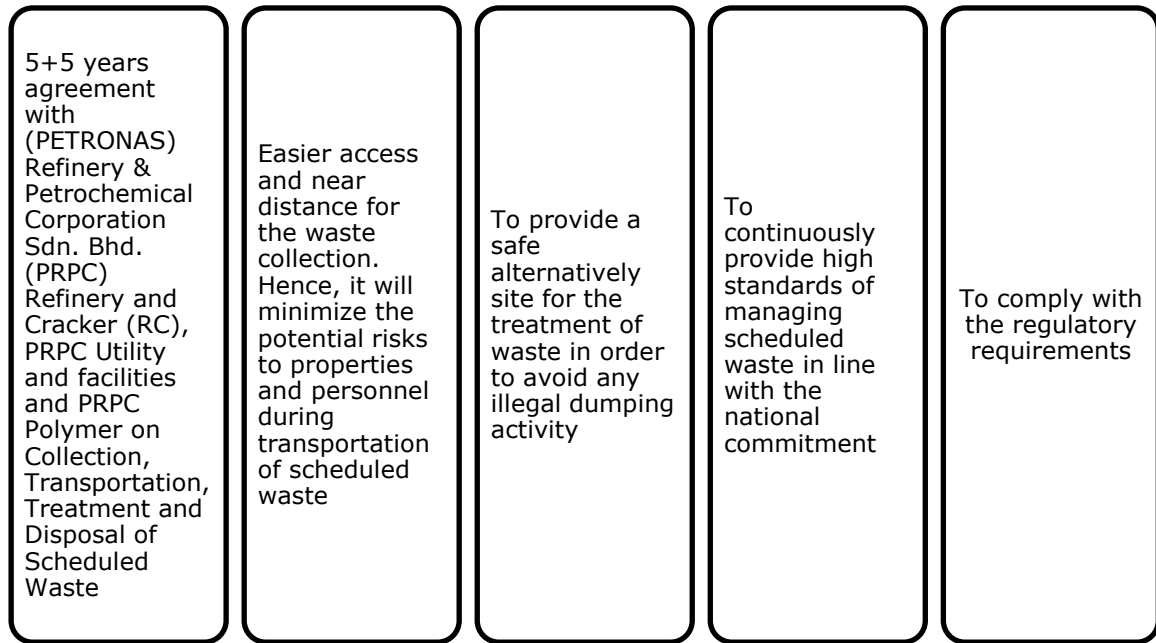 5+5 years
agreement
with
(PETRONAS)
Refinery &
Petrochemical
Corporation
Sdn. Bhd.
(PRPC)
Refinery and
Cracker (RC),
PRPC Utility
and facilities
and PRPC
Polymer on
Collection,
Transportation,
Treatment and
Disposal of
Scheduled
Waste
Easier access
and near
distance for
the waste
collection.
Hence, it will
minimize the
potential risks
to properties
and personnel
during
transportation
of scheduled
waste
To provide a
safe
alternatively
site for the
treatment of
waste in order
to avoid any
illegal dumping
activity
To
continuously
provide high
standards of
managing
scheduled
waste in line
with the
national
commitment
To comply with
the regulatory
requirements